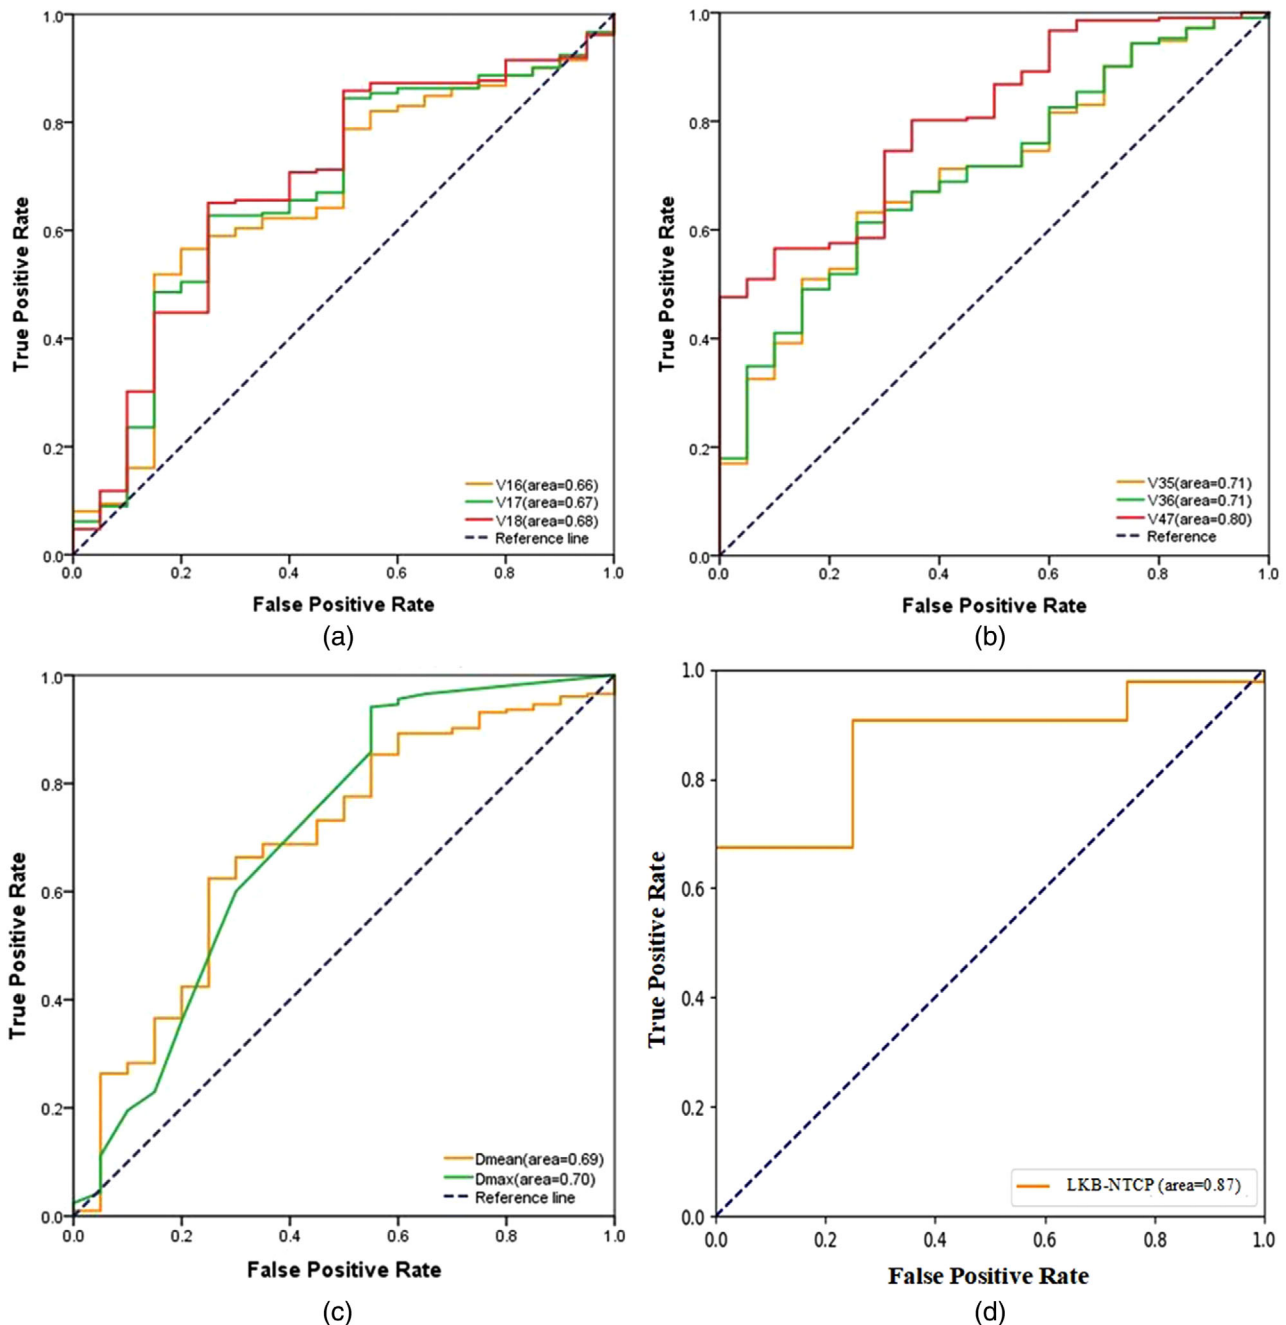 1.0
0.8
0.6
0.4
0.2
0.0
0.0 0.2 0.4 0.6 0.8 1.0
True Positive Rate
False Positive Rate
V16(area=0.66)
V17(area=0.67)
V18(area=0.68)
Reference line
(a)
1.0
0.8
0.6
0.4
0.2
0.0
0.0 0.2 0.4 0.6 0.8 1.0
True Positive Rate
False Positive Rate
V35(area=0.71)
V36(area=0.71)
V47(area=0.80)
Reference
(b)
1.0
0.8
0.6
0.4
0.2
0.0
0.0 0.2 0.4 0.6 0.8 1.0
True Positive Rate
False Positive Rate
Dmean(area=0.69)
Dmax(area=0.70)
Reference line
(c)
1.0
0.8
0.6
0.4
0.2
0.0
0.0 0.2 0.4 0.6 0.8 1.0
True Positive Rate
False Positive Rate
LKB-NTCP (area=0.87)
(d)